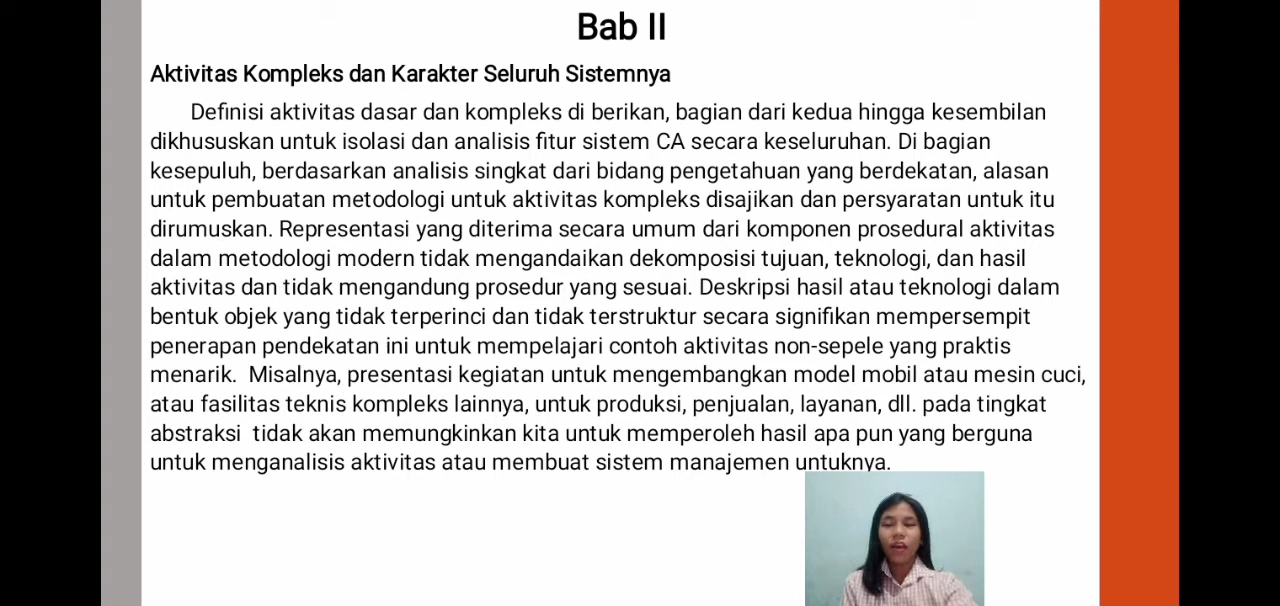 Bab II
Aktivitas Kompleks dan Karakter Seluruh Sistemnya
Definisi aktivitas dasar dan kompleks di berikan, bagian dari kedua hingga kesembilan
dikhususkan untuk isolasi dan analisis fitur sistem CA secara keseluruhan. Di bagian
kesepuluh, berdasarkan analisis singkat dari bidang pengetahuan yang berdekatan, alasan
untuk pembuatan metodologi untuk aktivitas kompleks disajikan dan persyaratan untuk itu
dirumuskan. Representasi yang diterima secara umum dari komponen prosedural aktivitas
dalam metodologi modern tidak mengandaikan dekomposisi tujuan, teknologi, dan hasil
aktivitas dan tidak mengandung prosedur yang sesuai. Deskripsi hasil atau teknologi dalam
bentuk objek yang tidak terperinci dan tidak terstruktur secara signifikan mempersempit
penerapan pendekatan ini untuk mempelajari contoh aktivitas non-sepele yang praktis
menarik. Misalnya, presentasi kegiatan untuk mengembangkan model mobil atau mesin cuci,
atau fasilitas teknis kompleks lainnya, untuk produksi, penjualan, layanan, dll. pada tingkat
abstraksi tidak akan memungkinkan kita untuk memperoleh hasil apa pun yang berguna
untuk menganalisis aktivitas atau membuat sistem manajemen untuknya.